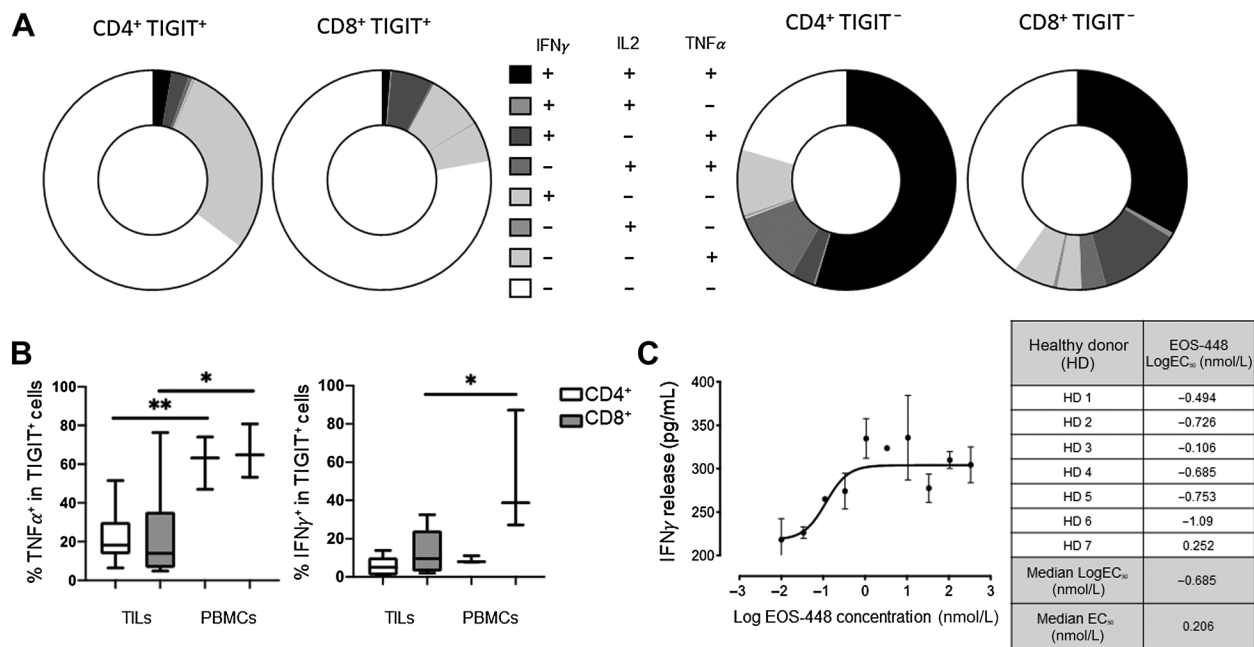 A
CD4⁺ TIGIT⁺
CD8⁺ TIGIT⁺
IFNγ IL2 TNFα
+ + +
+ + −
+ − +
− + +
+ − −
− + −
− − +
− − −
CD4⁺ TIGIT⁻
CD8⁺ TIGIT⁻
B
% TNFα⁺ in TIGIT⁺ cells
100
80
60
40
20
0
**
*
TILs PBMCs
% IFNγ⁺ in TIGIT⁺ cells
100
80
60
40
20
0
*
TILs PBMCs
CD4⁺
CD8⁺
C
IFNγ release (pg/mL)
400
350
300
250
200
−3 −2 −1 0 1 2 3
Log EOS-448 concentration (nmol/L)
Healthy donor (HD)
EOS-448
LogEC₅₀ (nmol/L)
HD 1 −0.494
HD 2 −0.726
HD 3 −0.106
HD 4 −0.685
HD 5 −0.753
HD 6 −1.09
HD 7 0.252
Median LogEC₅₀ (nmol/L) −0.685
Median EC₅₀ (nmol/L) 0.206